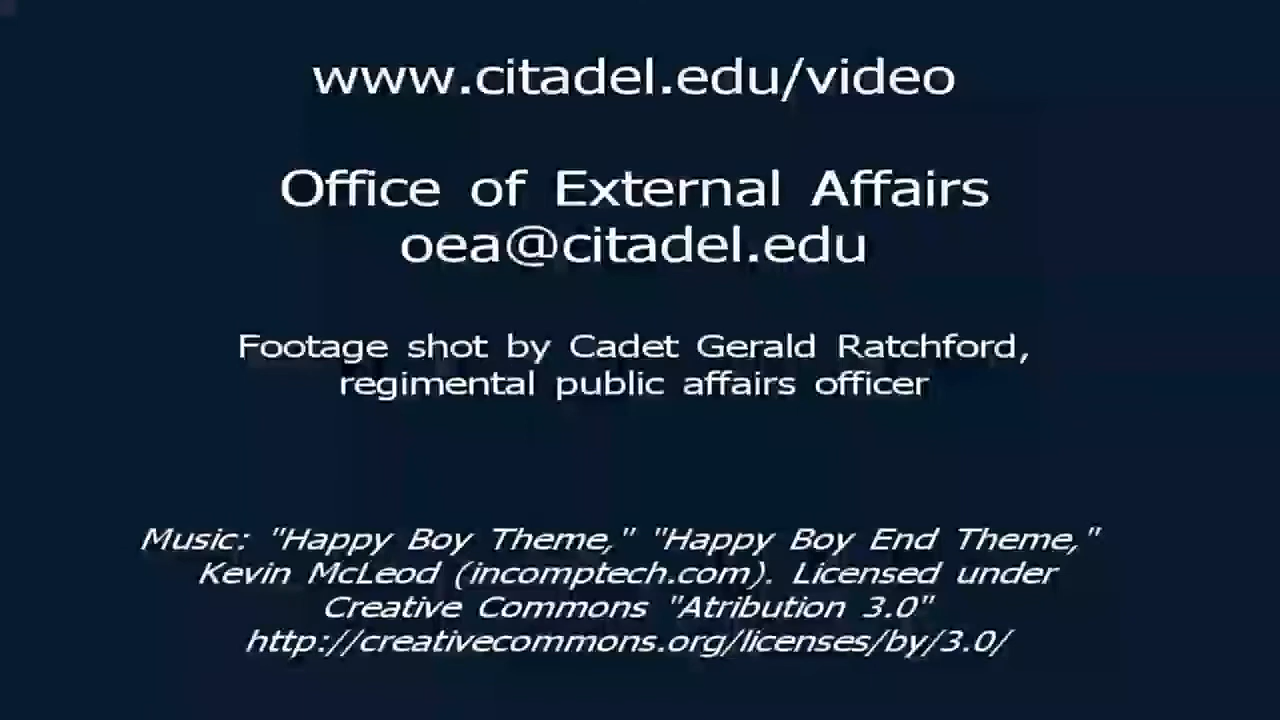 www.citadel.edu/video
Office of External Affairs
oea@citadel.edu
Footage shot by Cadet Gerald Ratchford,
regimental public affairs officer
Music: "Happy Boy Theme," "Happy Boy End Theme,"
Kevin McLeod (incomptech.com). Licensed under
Creative Commons "Atribution 3.0"
http://creativecommons.org/licenses/by/3.0/